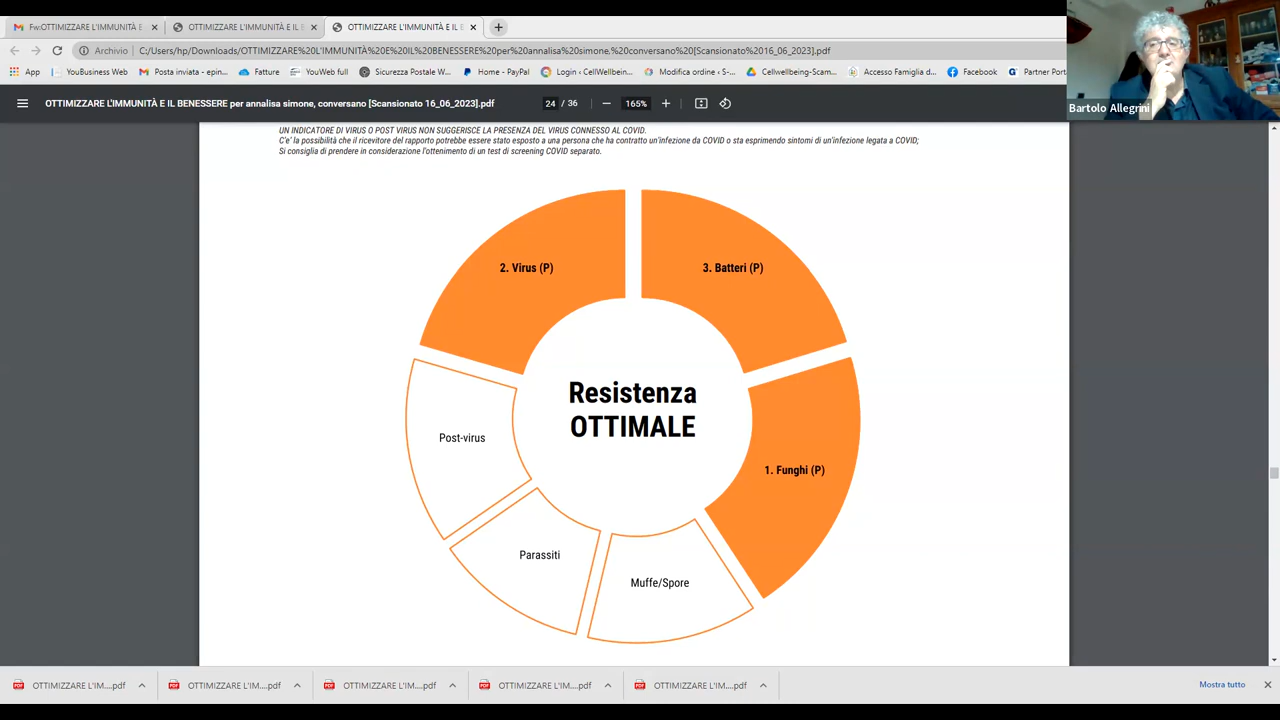 Fw:OTTIMIZZARE L'IMMUNITÀ E
OTTIMIZZARE L'IMMUNITÀ E IL B
OTTIMIZZARE L'IMMUNITÀ E IL B
Archivio
C:/Users/hp/Downloads/OTTIMIZZARE%20L'IMMUNITÀ%20E%20IL%20BENESSERE%20per%20annalisa%20simone,%20conversano%20[Scansionato%2016_06_2023].pdf
App
YouBusiness Web
Posta inviata - epin...
Fatture
YouWeb full
Sicurezza Postale W...
Home - PayPal
Login ‹ CellWellbein...
Modifica ordine ‹ S-...
Cellwellbeing-Scam...
Accesso Famiglia d...
Facebook
Partner Port
OTTIMIZZARE L'IMMUNITÀ E IL BENESSERE per annalisa simone, conversano [Scansionato 16_06_2023].pdf
24 / 36
165%
Bartolo Allegrini
UN INDICATORE DI VIRUS O POST VIRUS NON SUGGERISCE LA PRESENZA DEL VIRUS CONNESSO AL COVID.
C'e' la possibilità che il ricevitore del rapporto potrebbe essere stato esposto a una persona che ha contratto un'infezione da COVID o sta esprimendo sintomi di un'infezione legata a COVID;
Si consiglia di prendere in considerazione l'ottenimento di un test di screening COVID separato.
2. Virus (P)
3. Batteri (P)
Resistenza
OTTIMALE
Post-virus
1. Funghi (P)
Parassiti
Muffe/Spore
OTTIMIZZARE L'IM....pdf
OTTIMIZZARE L'IM....pdf
OTTIMIZZARE L'IM....pdf
OTTIMIZZARE L'IM....pdf
OTTIMIZZARE L'IM....pdf
Mostra tutto